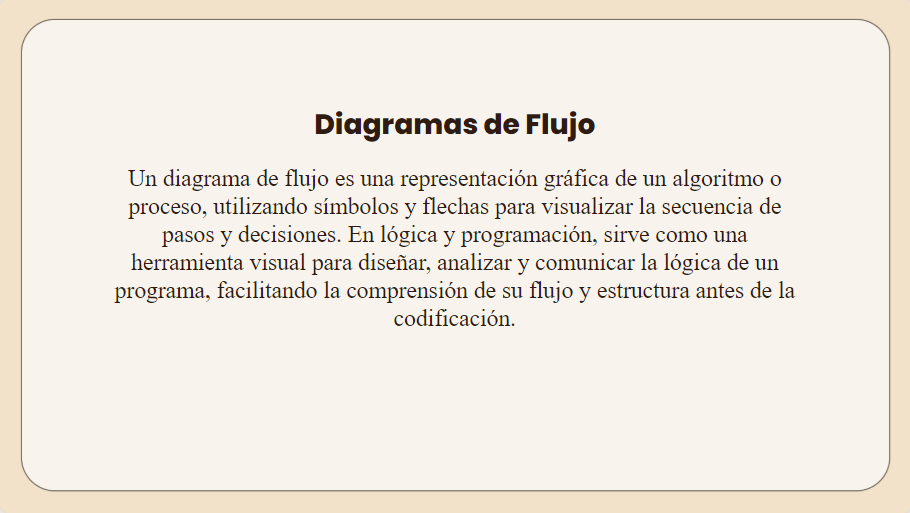 Diagramas de Flujo
Un diagrama de flujo es una representación gráfica de un algoritmo o
proceso, utilizando símbolos y flechas para visualizar la secuencia de
pasos y decisiones. En lógica y programación, sirve como una
herramienta visual para diseñar, analizar y comunicar la lógica de un
programa, facilitando la comprensión de su flujo y estructura antes de la
codificación.